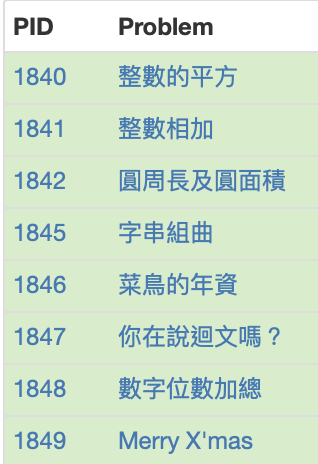 PID Problem
1840 整數的平方
1841 整數相加
1842 圓周長及圓面積
1845 字串組曲
1846 菜鳥的年資
1847 你在說迴文嗎？
1848 數字位數加總
1849 Merry X'mas